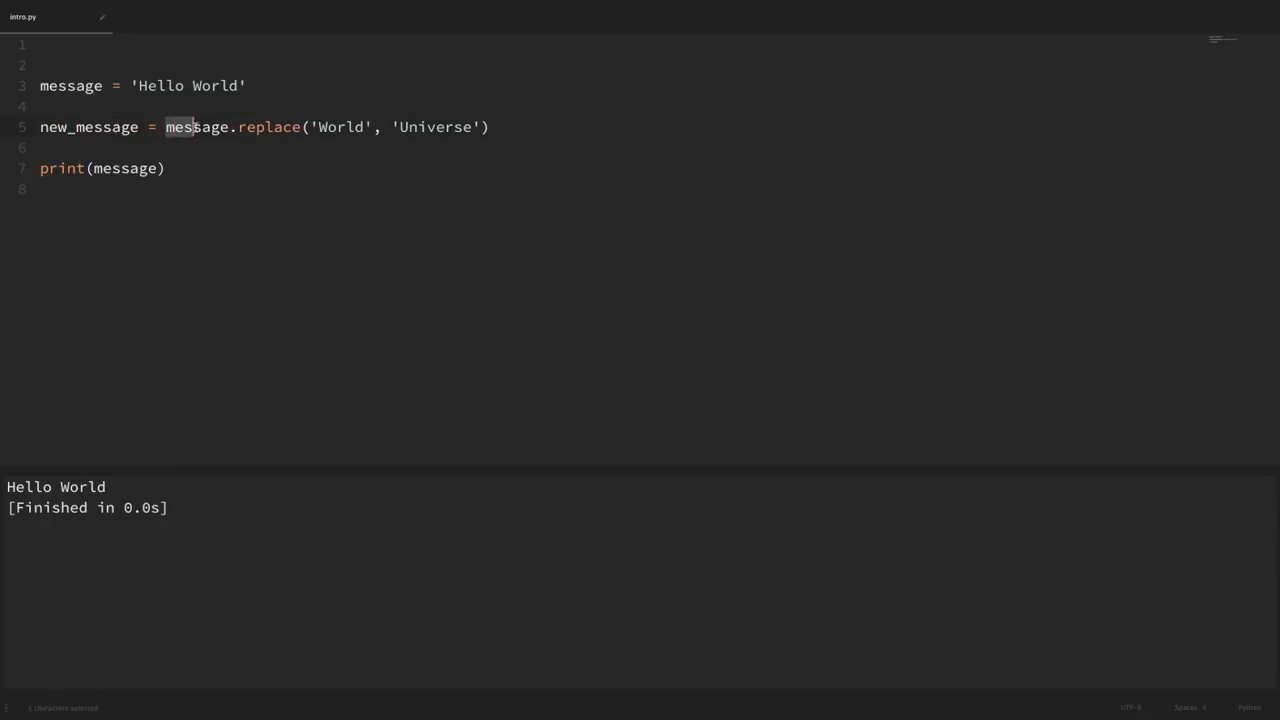 intro.py
1
2
3 message = 'Hello World'
4
5 new_message = message.replace('World', 'Universe')
6
7 print(message)
8
Hello World
[Finished in 0.0s]
characters selected UTF-8 Spaces: 4 Python